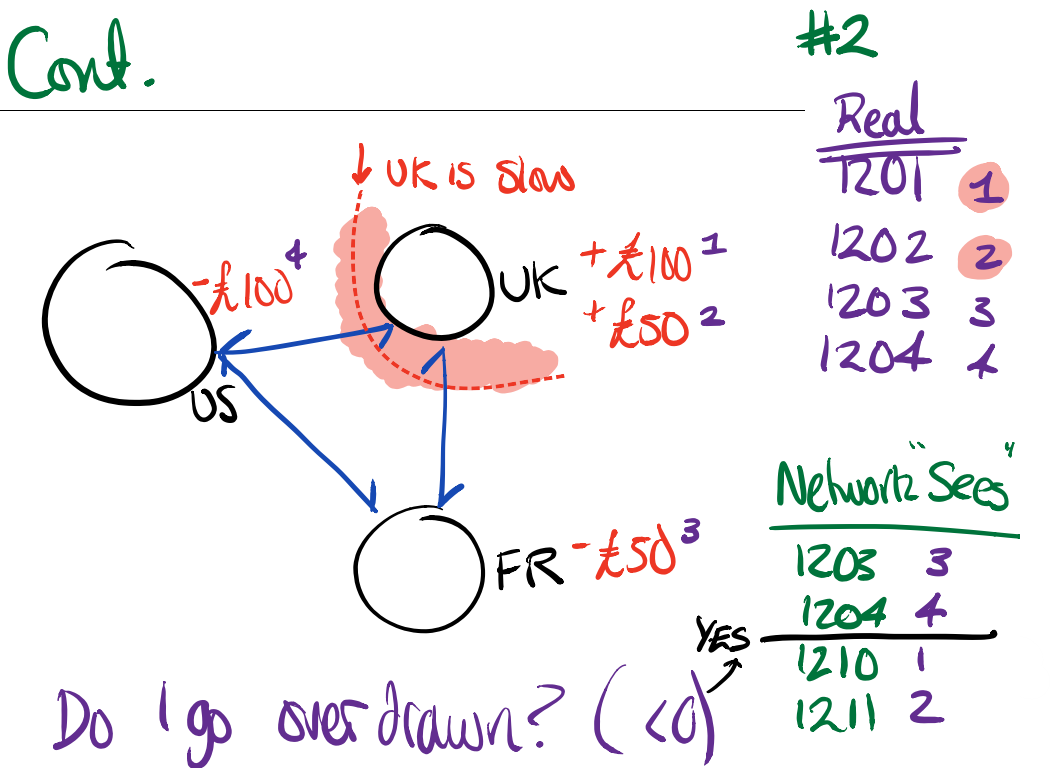 Cont.
#2
Real
1201 1
1202 2
1203 3
1204 4
↓ UK is slow
-£100 4
US
UK
+£100 1
+£50 2
FR
-£50 3
Network "Sees"
1203 3
1204 4
YES
1210 1
1211 2
Do I go overdrawn? (<0)